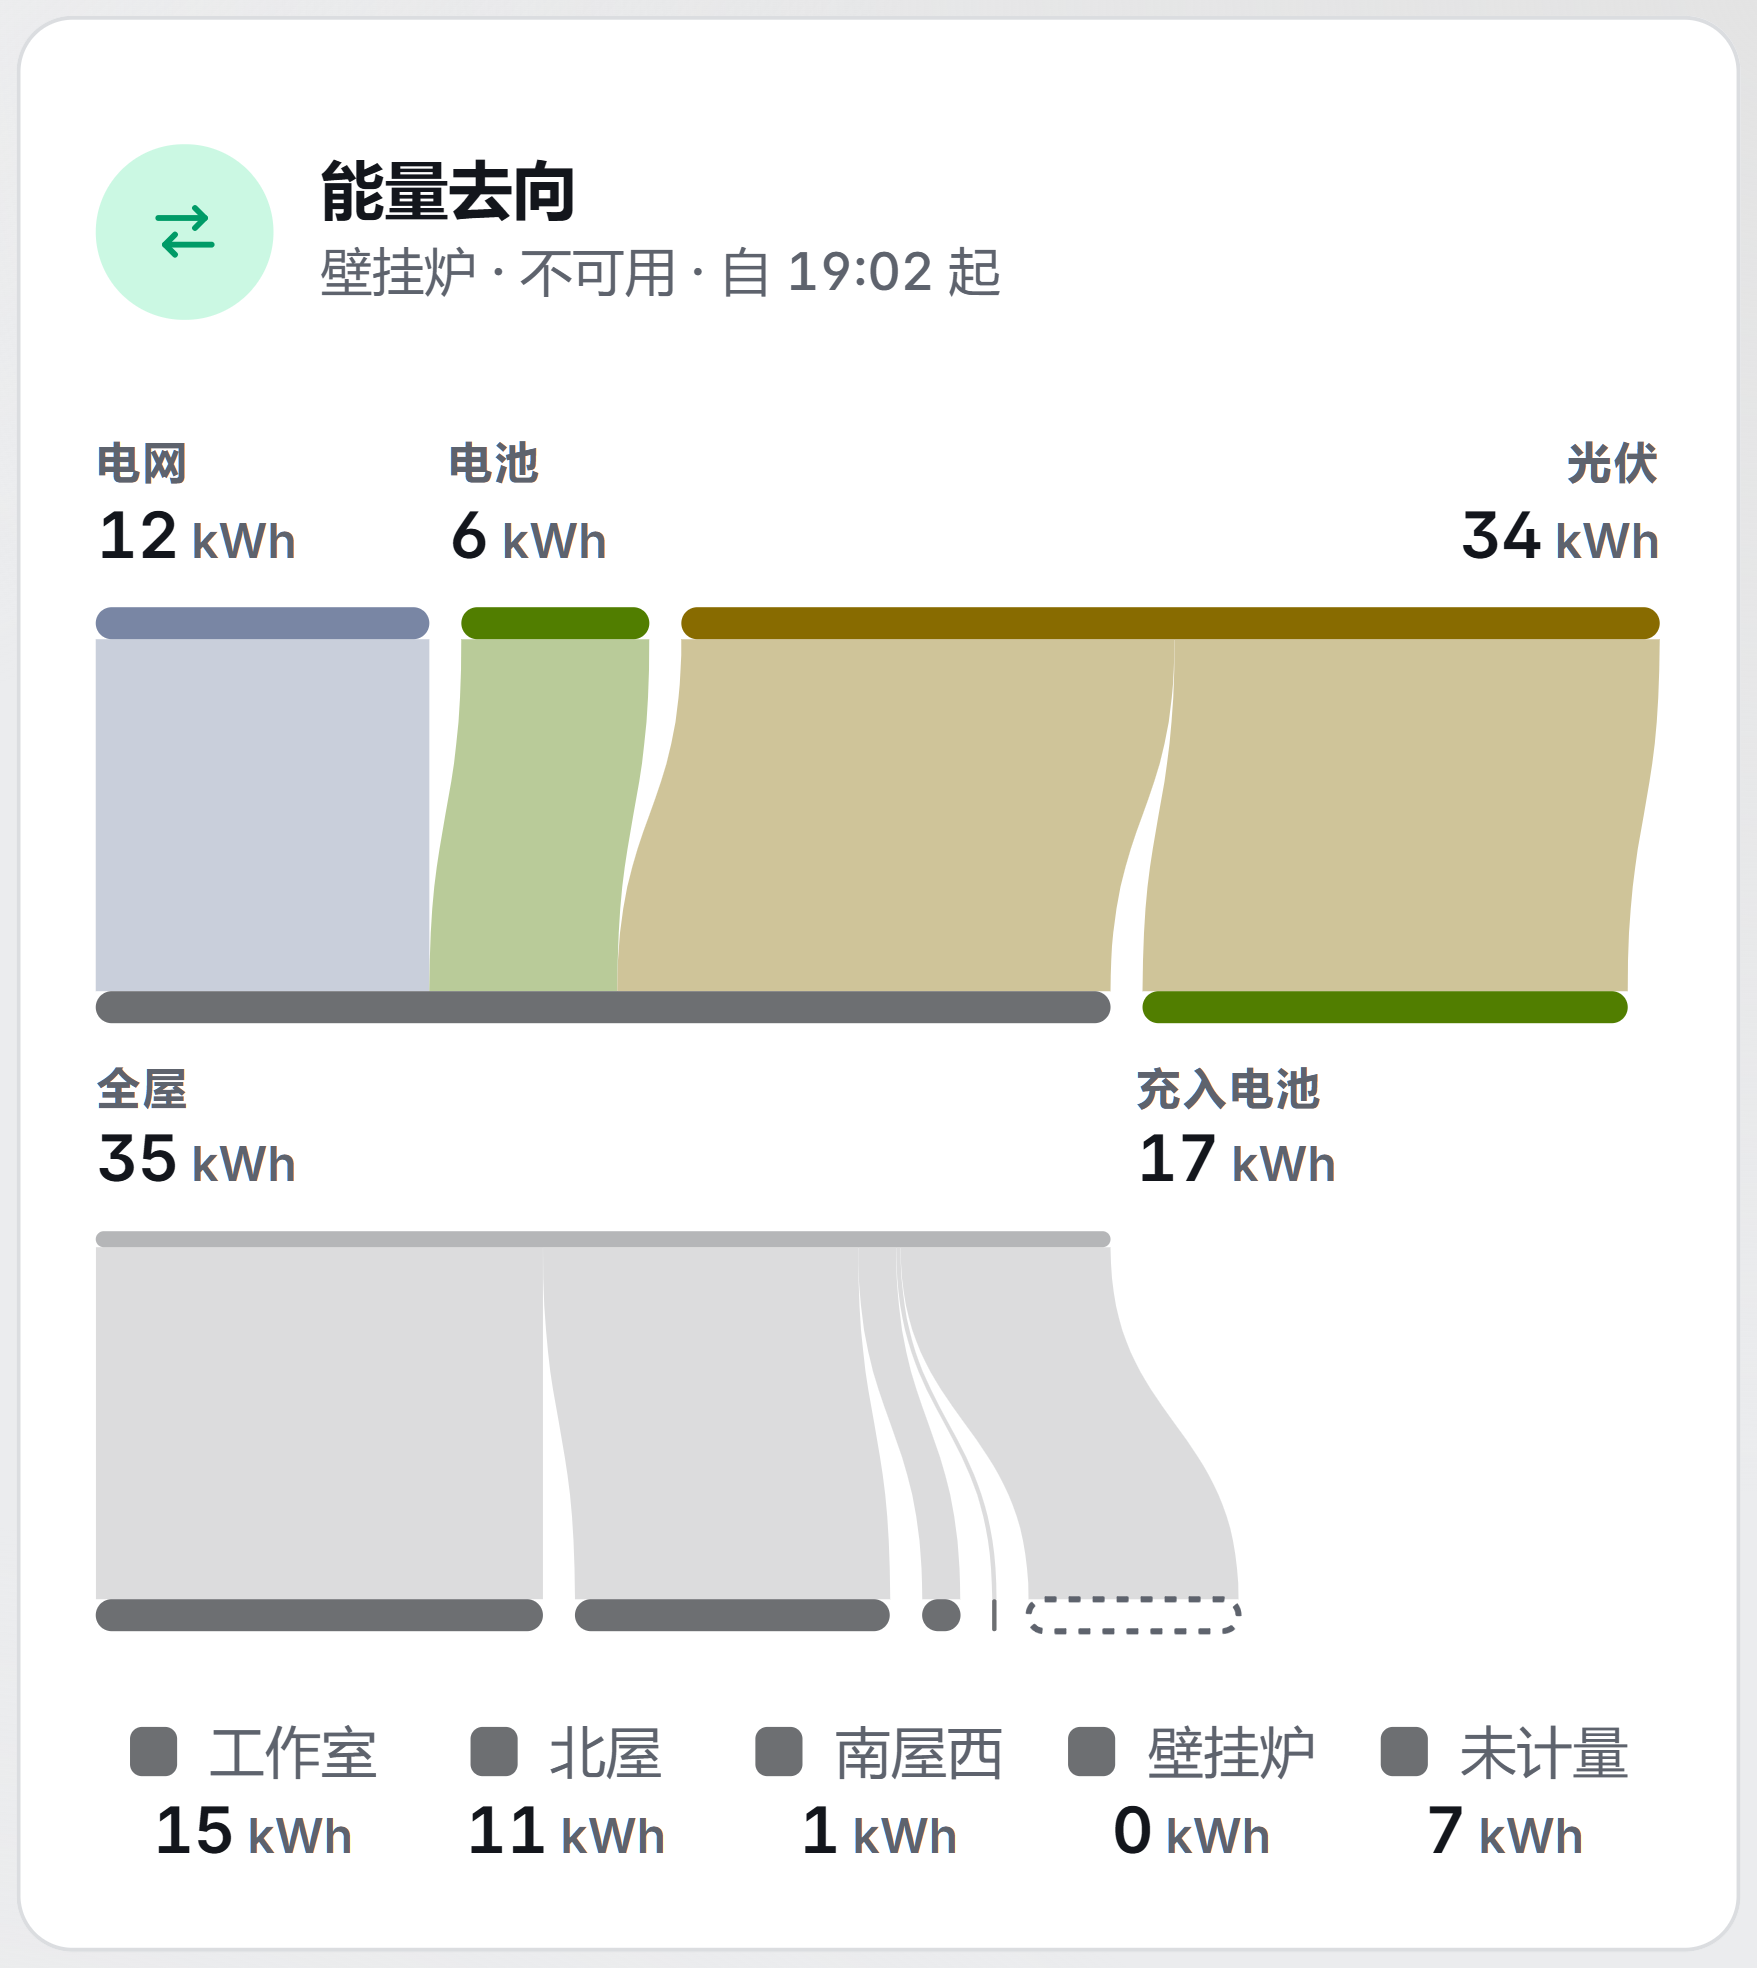 能量去向
壁挂炉 · 不可用 · 自 19:02 起
电网
12 kWh
电池
6 kWh
光伏
34 kWh
全屋
35 kWh
充入电池
17 kWh
工作室
15 kWh
北屋
11 kWh
南屋西
1 kWh
壁挂炉
0 kWh
未计量
7 kWh